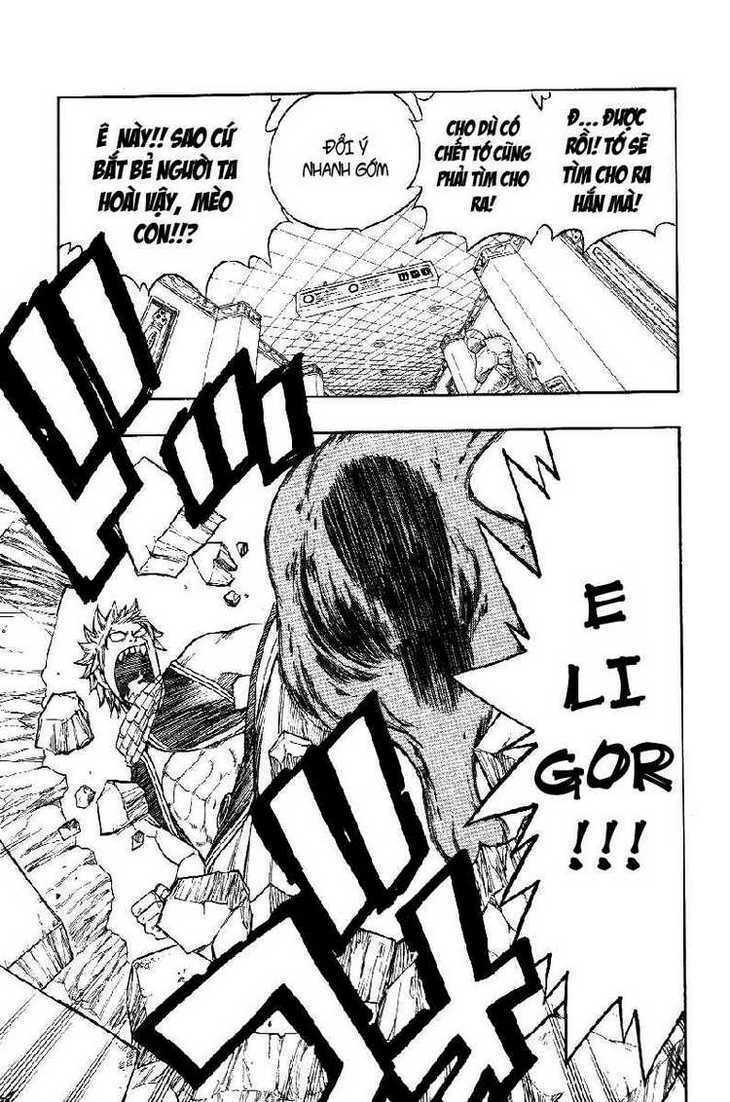 Đ... ĐƯỢC
RỒI! TỚ SẼ
TÌM CHO RA
HẮN MÀ!
CHO DÙ CÓ
CHẾT TỚ CŨNG
PHẢI TÌM CHO
RA!
ĐỔI Ý
NHANH GỚM
Ê NÀY!! SAO CỨ
BẮT BẺ NGƯỜI TA
HOÀI VẬY, MÈO
CON!!?
E
LI
GOR
!!!